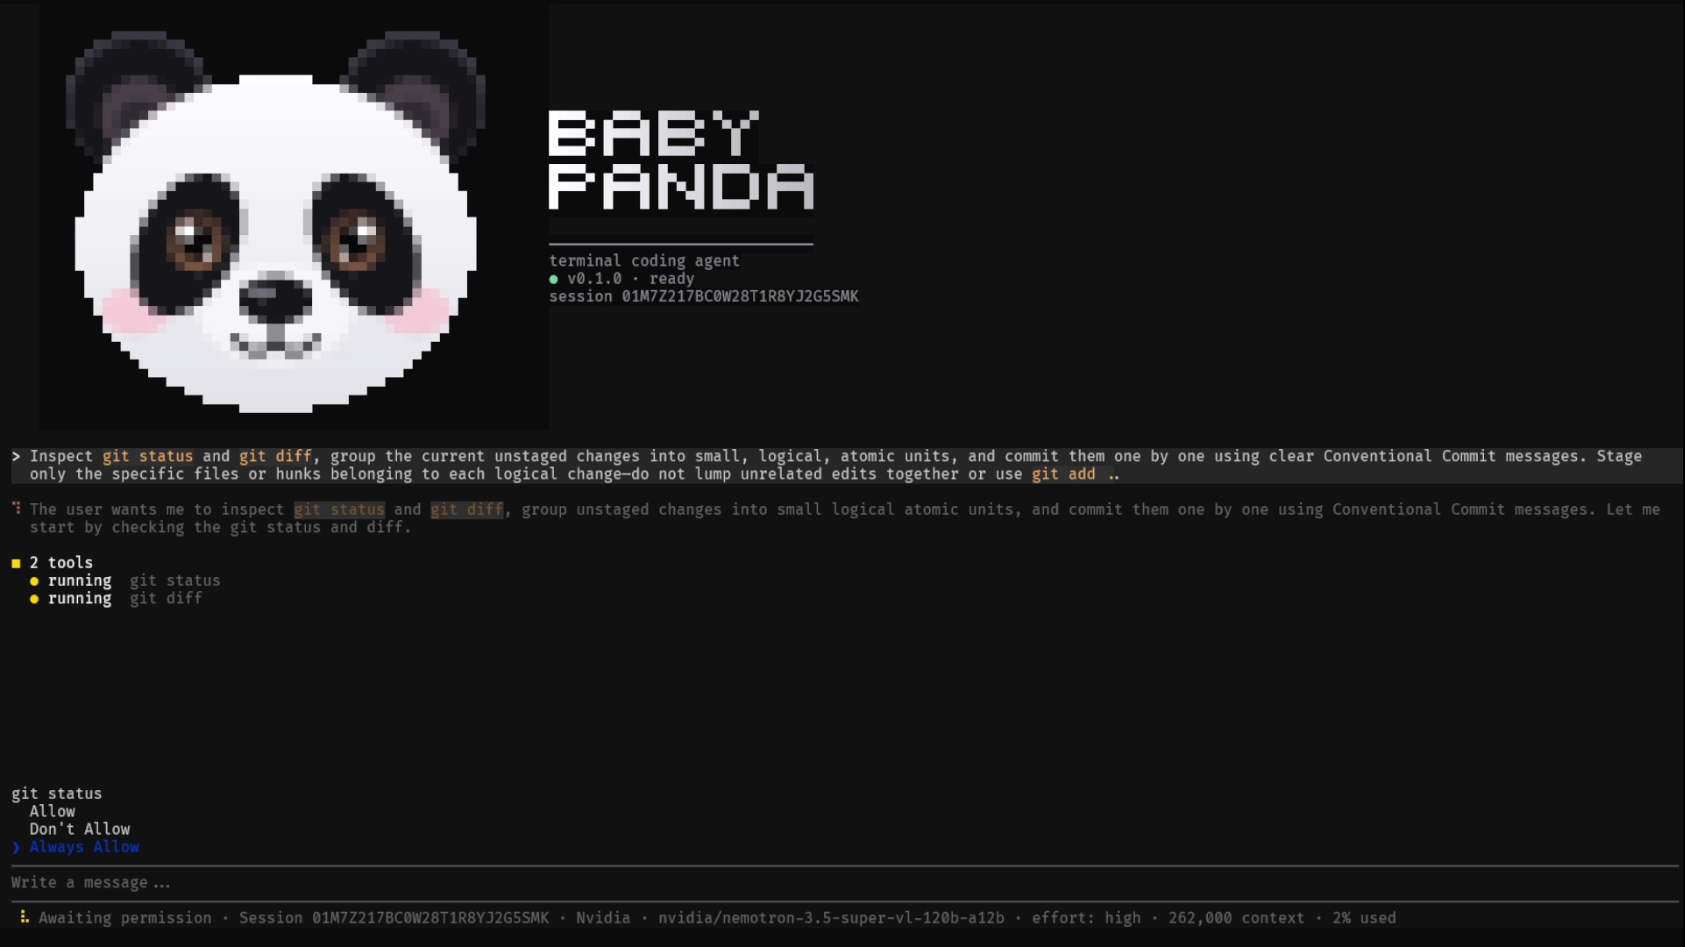 BABY
PANDA
terminal coding agent
● v0.1.0 · ready
session 01M7Z217BC0W28T1R8YJ2G5SMK
> Inspect git status and git diff, group the current unstaged changes into small, logical, atomic units, and commit them one by one using clear Conventional Commit messages. Stage
only the specific files or hunks belonging to each logical change—do not lump unrelated edits together or use git add ..
The user wants me to inspect git status and git diff, group unstaged changes into small logical atomic units, and commit them one by one using Conventional Commit messages. Let me
start by checking the git status and diff.
■ 2 tools
● running git status
● running git diff
git status
Allow
Don't Allow
❯ Always Allow
Write a message...
Awaiting permission · Session 01M7Z217BC0W28T1R8YJ2G5SMK · Nvidia · nvidia/nemotron-3.5-super-vl-120b-a12b · effort: high · 262,000 context · 2% used